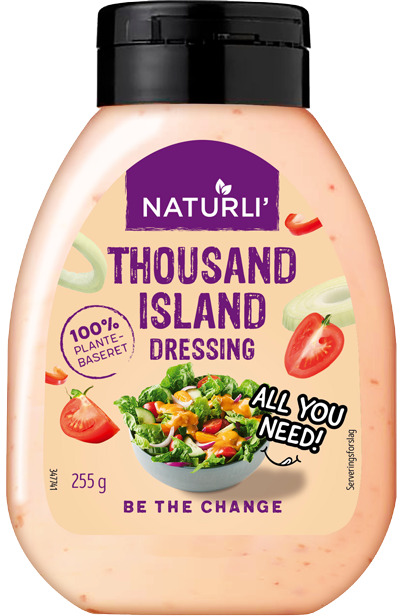 NATURLI'
THOUSAND
ISLAND
DRESSING
100%
PLANTE-
BASERET
ALL YOU
NEED!
Serveringsforslag
347741
255 g
BE THE CHANGE